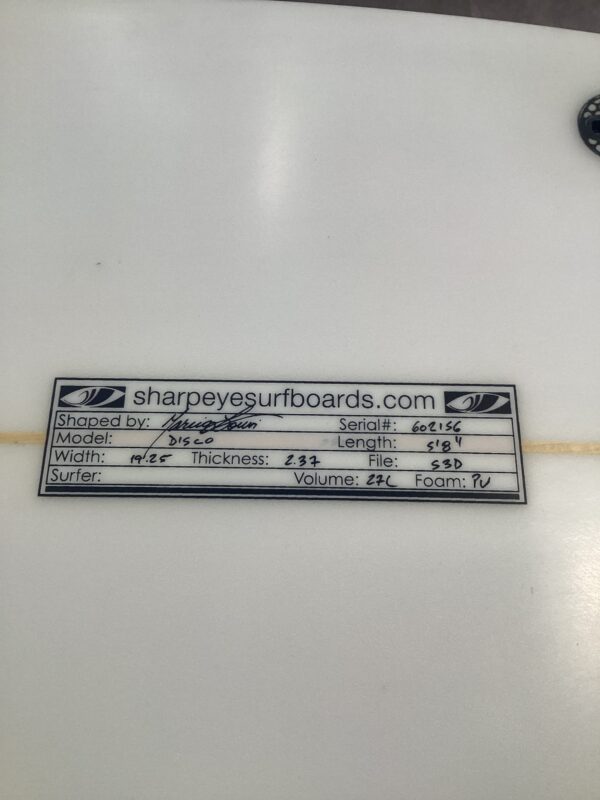 sharpeyesurfboards.com
Shaped by: Serial#: 602156
Model: DISCO Length: 5'8"
Width: 19.25 Thickness: 2.37 File: S3D
Surfer: Volume: 27L Foam: PU